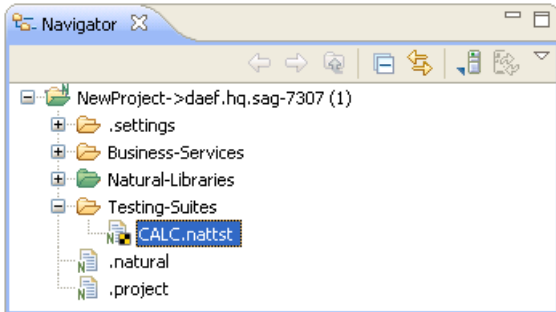 Navigator
NewProject->daef.hq.sag-7307 (1)
.settings
Business-Services
Natural-Libraries
Testing-Suites
CALC.nattst
.natural
.project